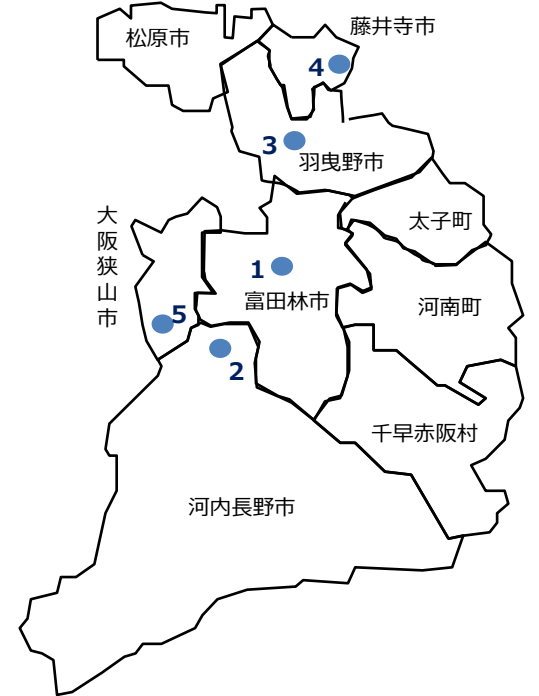 藤井寺市
松原市
4
3
羽曳野市
大阪狭山市
太子町
1
富田林市
河南町
5
2
千早赤阪村
河内長野市